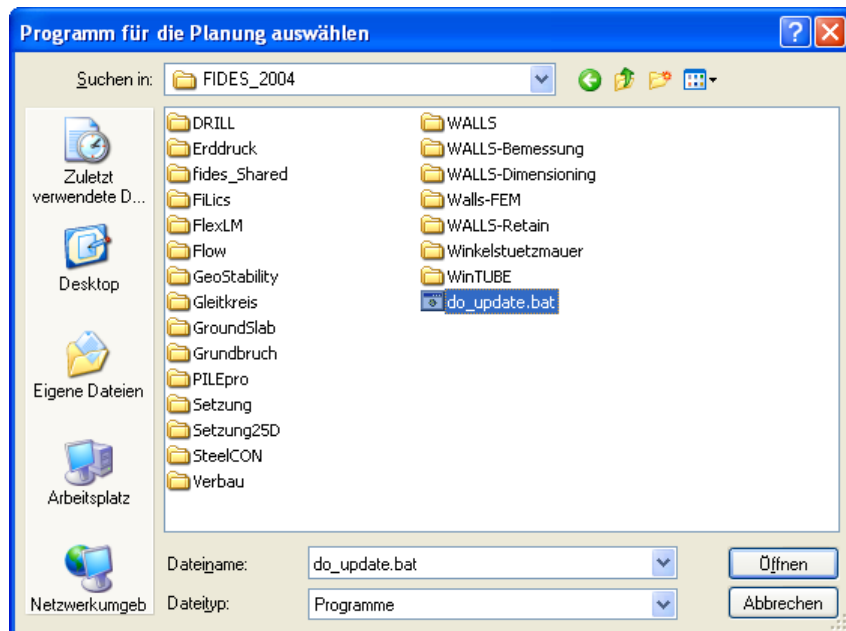 Programm für die Planung auswählen
Suchen in: FIDES_2004
Zuletzt
verwendete D...
Desktop
Eigene Dateien
Arbeitsplatz
Netzwerkumgeb
DRILL
Erddruck
fides_Shared
FiLics
FlexLM
Flow
GeoStability
Gleitkreis
GroundSlab
Grundbruch
PILEpro
Setzung
Setzung25D
SteelCON
Verbau
WALLS
WALLS-Bemessung
WALLS-Dimensioning
Walls-FEM
WALLS-Retain
Winkelstuetzmauer
WinTUBE
do_update.bat
Dateiname: do_update.bat Öffnen
Dateityp: Programme Abbrechen